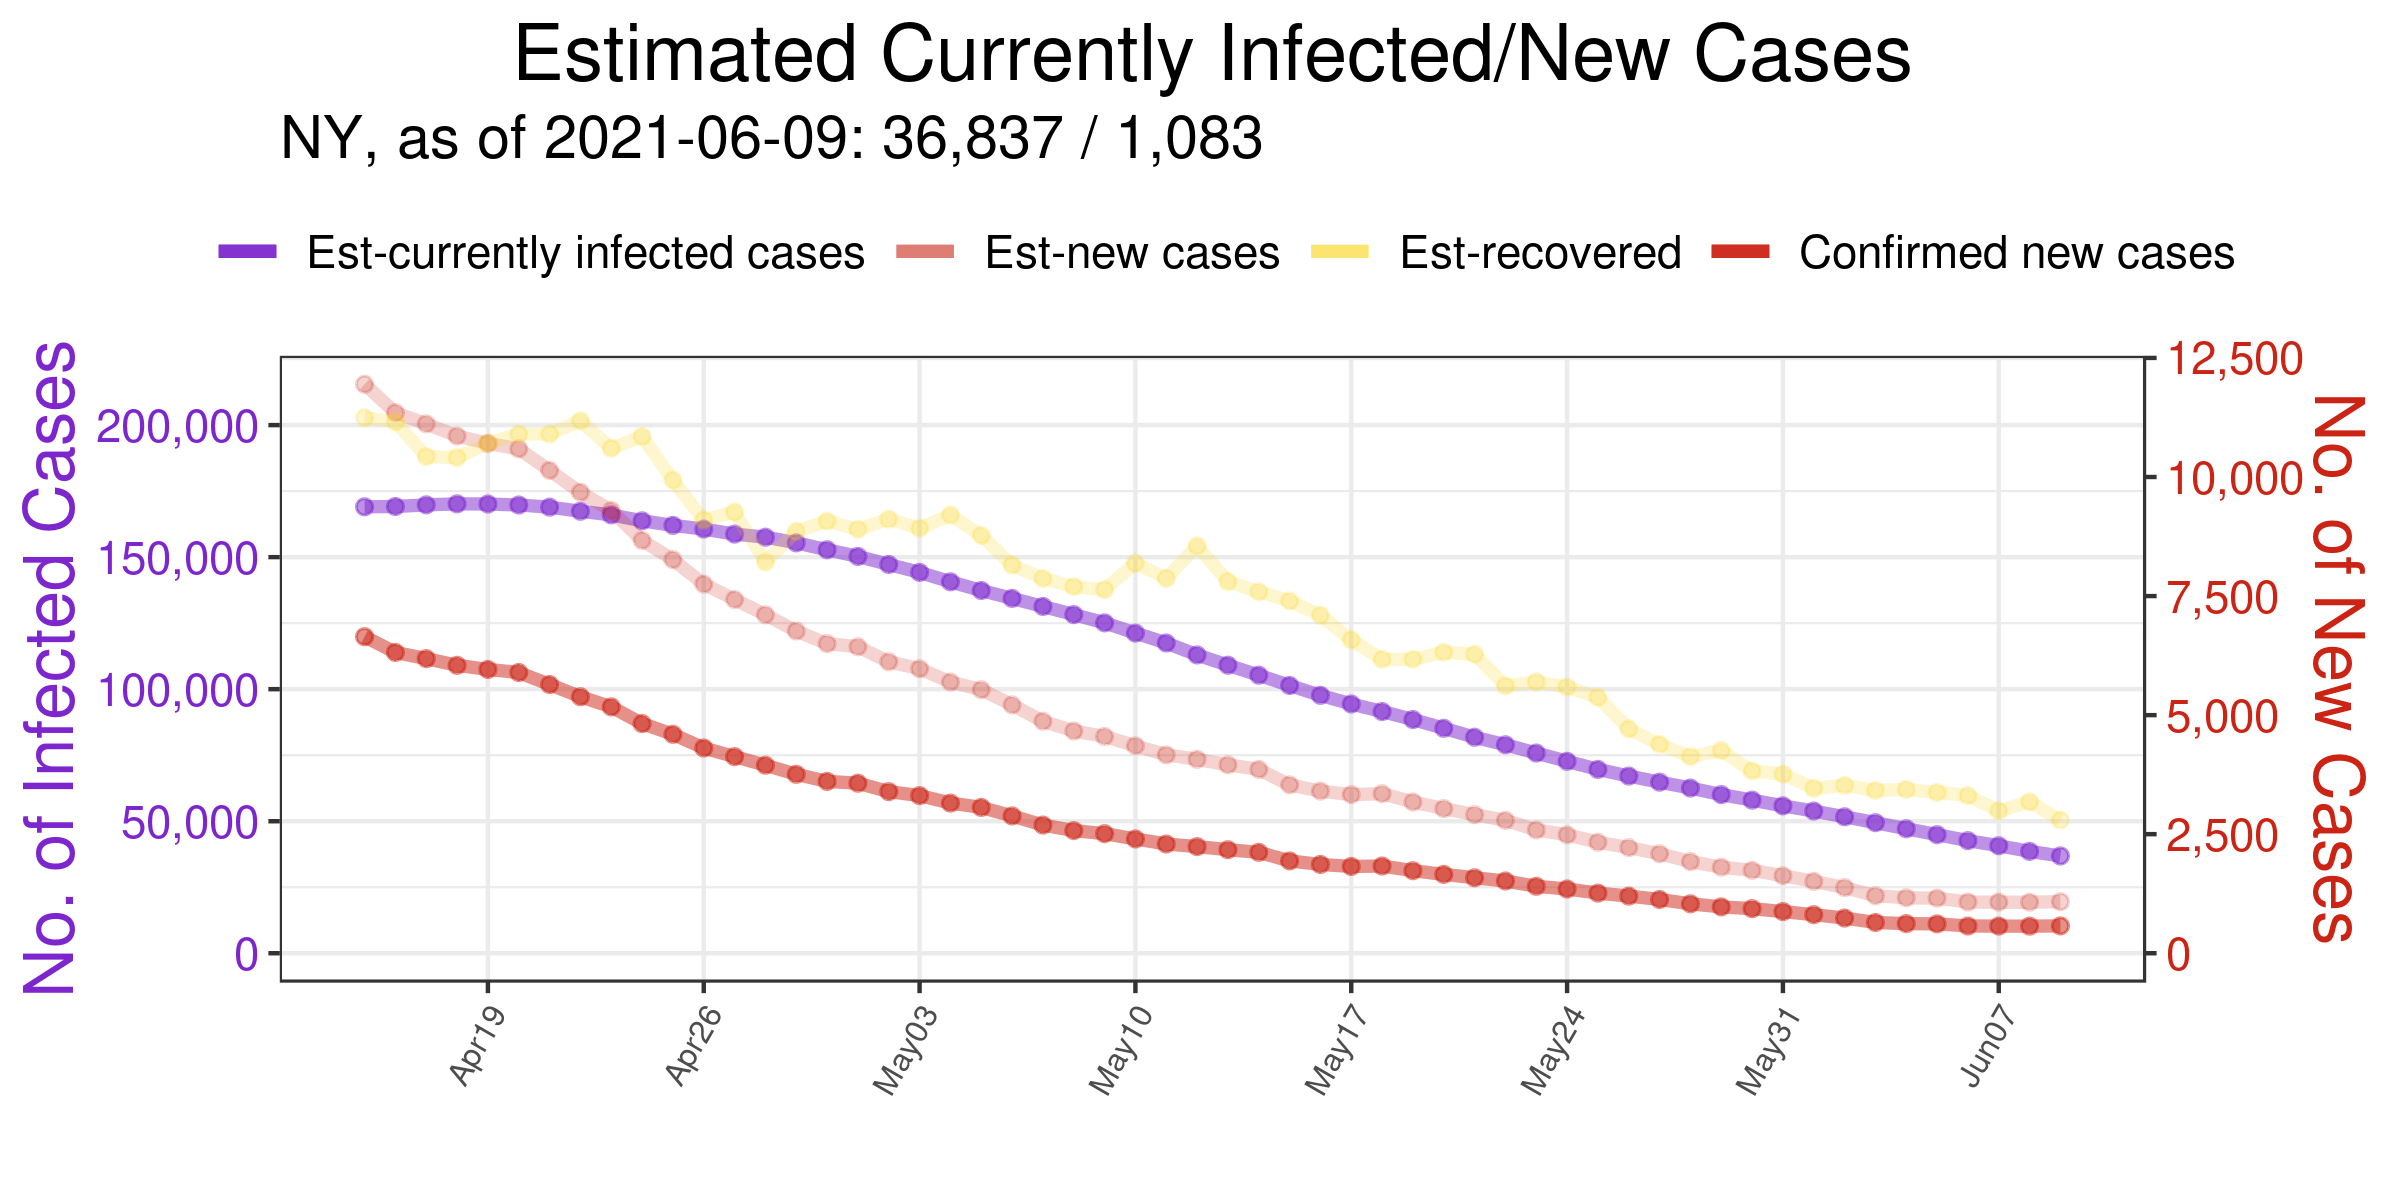 Estimated Currently Infected/New Cases
NY, as of 2021-06-09: 36,837 / 1,083
Est-currently infected cases
Est-new cases
Est-recovered
Confirmed new cases
No. of Infected Cases
200,000
150,000
100,000
50,000
0
12,500
10,000
7,500
5,000
2,500
0
No. of New Cases
Apr19
Apr26
May03
May10
May17
May24
May31
Jun07